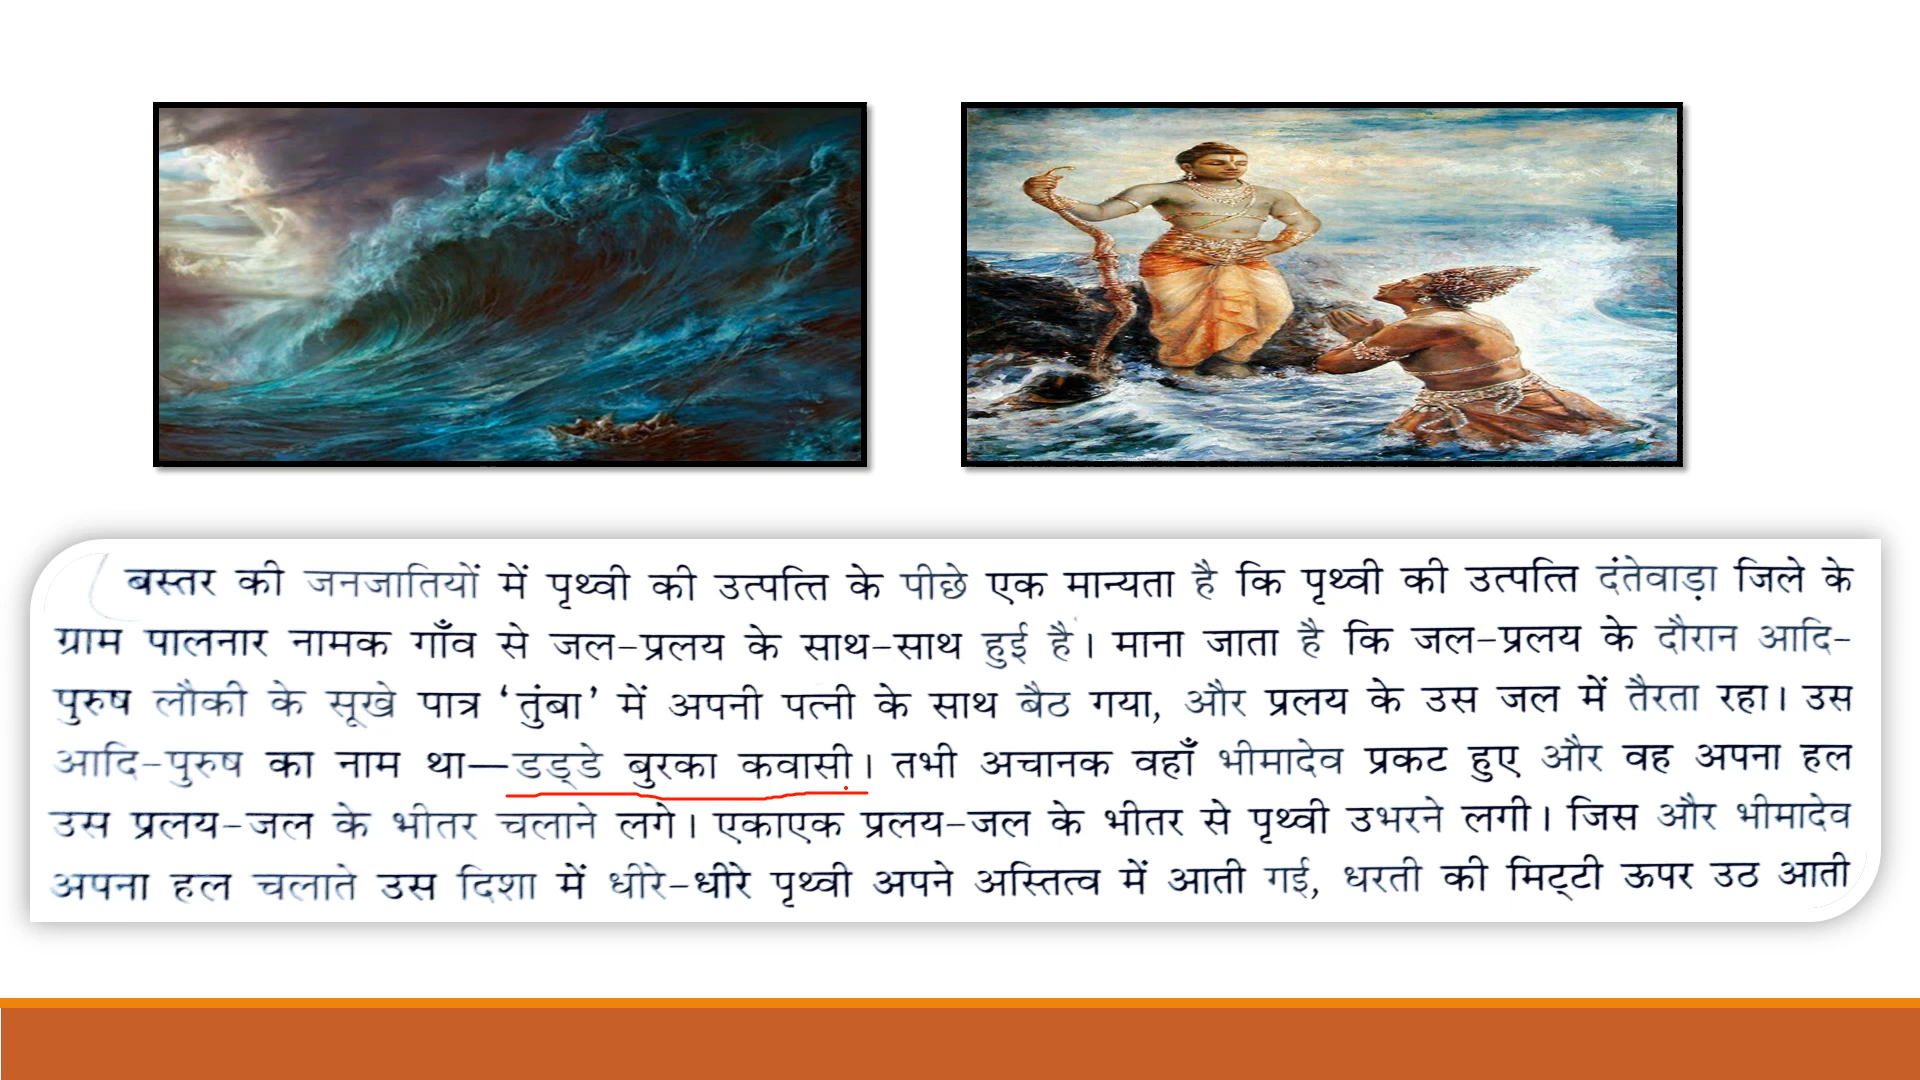 बस्तर की जनजातियों में पृथ्वी की उत्पत्ति के पीछे एक मान्यता है कि पृथ्वी की उत्पत्ति दंतेवाड़ा जिले के
ग्राम पालनार नामक गाँव से जल-प्रलय के साथ-साथ हुई है। माना जाता है कि जल-प्रलय के दौरान आदि-
पुरुष लौकी के सूखे पात्र ‘तुंबा’ में अपनी पत्नी के साथ बैठ गया, और प्रलय के उस जल में तैरता रहा। उस
आदि-पुरुष का नाम था—डड्डे बुरका कवासी। तभी अचानक वहाँ भीमादेव प्रकट हुए और वह अपना हल
उस प्रलय-जल के भीतर चलाने लगे। एकाएक प्रलय-जल के भीतर से पृथ्वी उभरने लगी। जिस और भीमादेव
अपना हल चलाते उस दिशा में धीरे-धीरे पृथ्वी अपने अस्तित्व में आती गई, धरती की मिट्टी ऊपर उठ आती